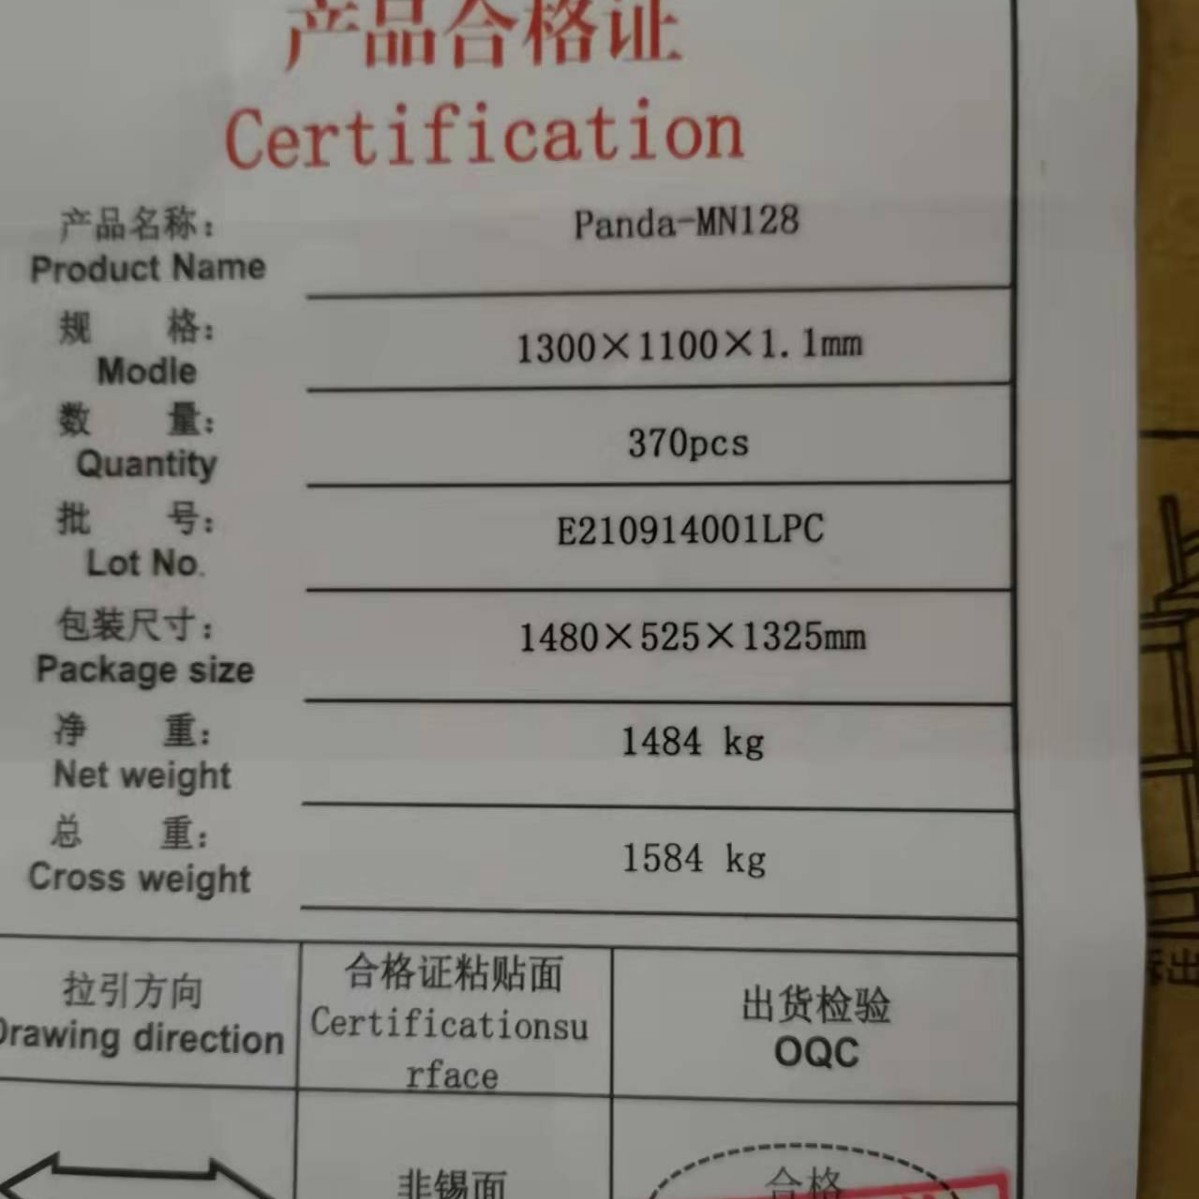 产品合格证
Certification
产品名称: Panda-MN128
Product Name
规 格: 1300×1100×1.1mm
Modle
数 量: 370pcs
Quantity
批 号: E210914001LPC
Lot No.
包装尺寸: 1480×525×1325mm
Package size
净 重: 1484 kg
Net weight
总 重: 1584 kg
Cross weight
拉引方向
Drawing direction
合格证粘贴面
Certificationsu
rface
出货检验
OQC
非锡面
合格